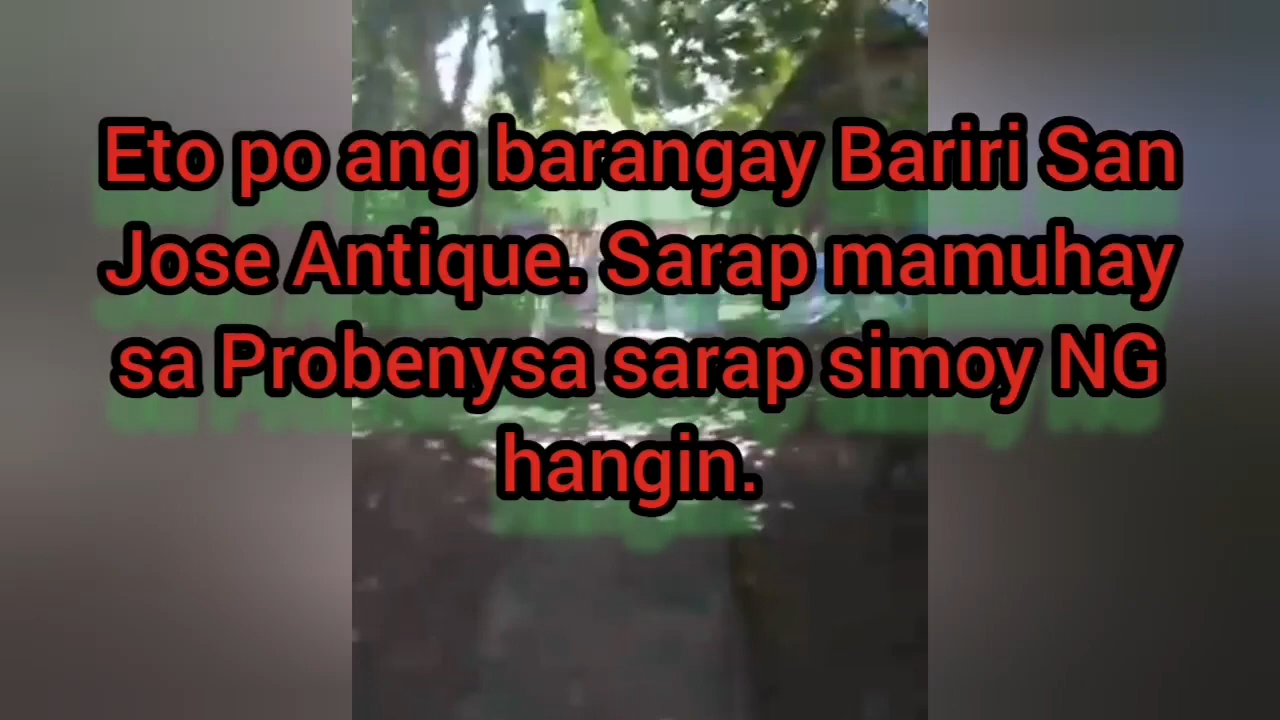 Eto po ang barangay Bariri San
Jose Antique. Sarap mamuhay
sa Probenysa sarap simoy NG
hangin.